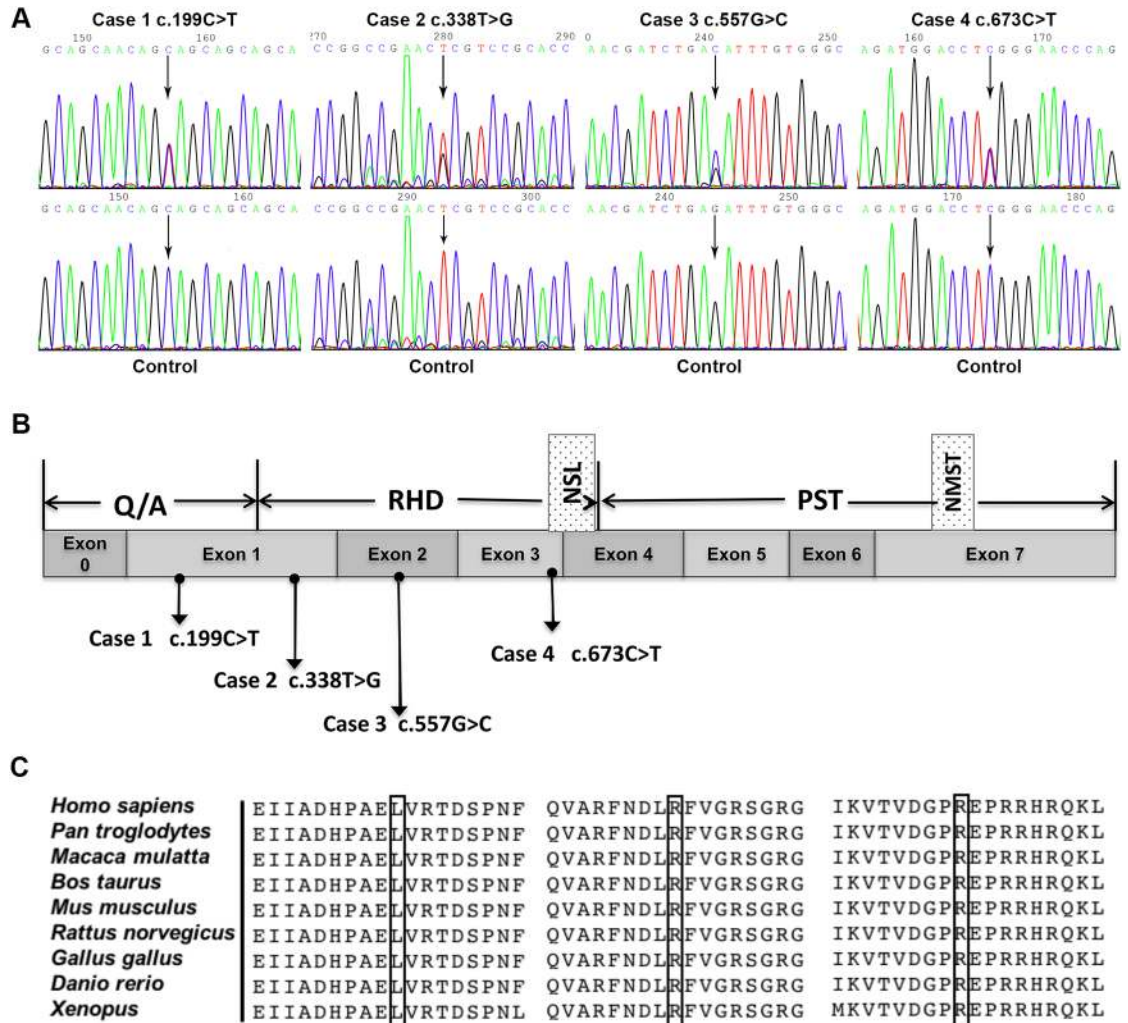 A
Case 1 c.199C>T
Case 2 c.338T>G
Case 3 c.557G>C
Case 4 c.673C>T
150 160
?70 280 290
0 240 250
160 170
GCAGCAACAGCAGCAGCAGCA
CCGGCCGAACTCGTCCGCACC
AACGATCTGACATTTGTGGGC
AGATGGACCTCGGGAACCCAG
150 160
290 300
240 250
170 180
GCAGCAACAGCAGCAGCAGCA
CCGGCCGAACTCGTCCGCACC
AACGATCTGAGATTTGTGGGC
AGATGGACCTCGGGAACCCAG
Control
Control
Control
Control
B
Q/A
RHD
NSL
PST
NMST
Exon 0
Exon 1
Exon 2
Exon 3
Exon 4
Exon 5
Exon 6
Exon 7
Case 1 c.199C>T
Case 2 c.338T>G
Case 3 c.557G>C
Case 4 c.673C>T
C
Homo sapiens EIIADHPAELVRTDSPNF QVARFNDLRFVGRSGRG IKVTVDGPREPRRHRQKL
Pan troglodytes EIIADHPAELVRTDSPNF QVARFNDLRFVGRSGRG IKVTVDGPREPRRHRQKL
Macaca mulatta EIIADHPAELVRTDSPNF QVARFNDLRFVGRSGRG IKVTVDGPREPRRHRQKL
Bos taurus EIIADHPAELVRTDSPNF QVARFNDLRFVGRSGRG IKVTVDGPREPRRHRQKL
Mus musculus EIIADHPAELVRTDSPNF QVARFNDLRFVGRSGRG IKVTVDGPREPRRHRQKL
Rattus norvegicus EIIADHPAELVRTDSPNF QVARFNDLRFVGRSGRG IKVTVDGPREPRRHRQKL
Gallus gallus EIIADHPAELVRTDSPNF QVARFNDLRFVGRSGRG IKVTVDGPREPRRHRQKL
Danio rerio EIIADHPAELVRTDSPNF QVARFNDLRFVGRSGRG IKVTVDGPREPRRHRQKL
Xenopus EIIADHPAELVRTDSPNL QVARFNDLRFVGRSGRG MKVTVDGPREPRRHRQKL